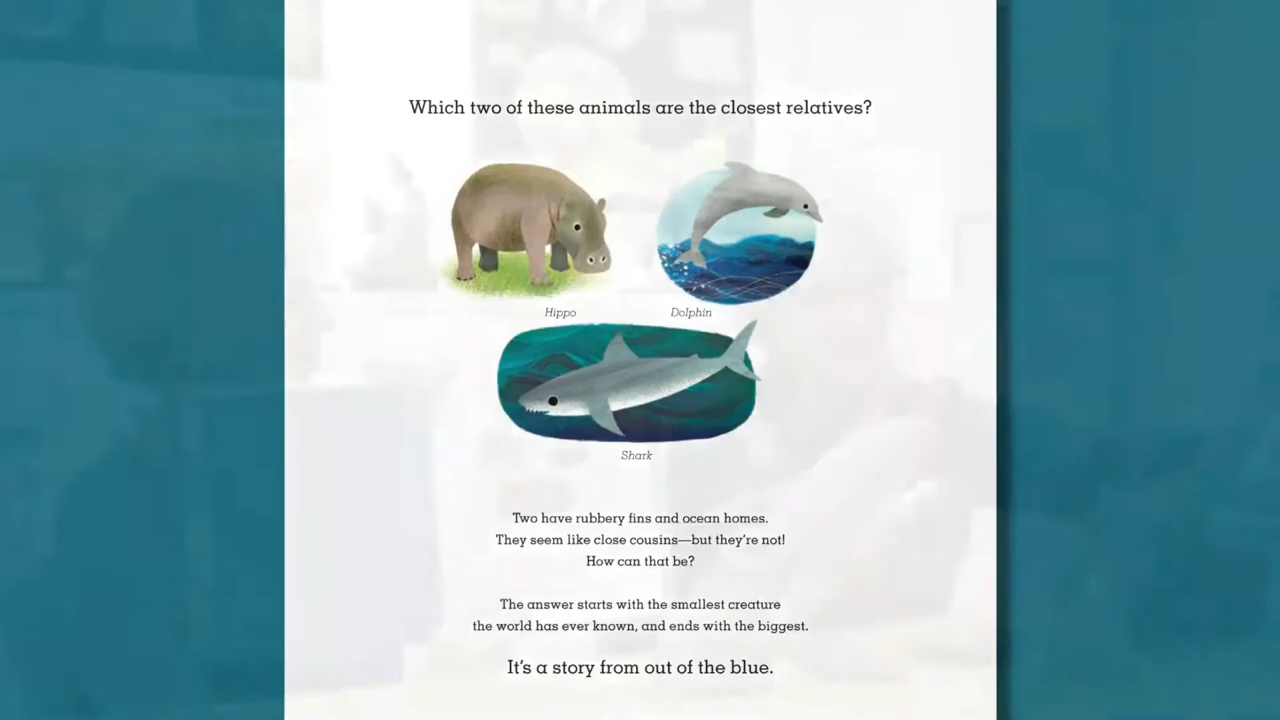 Which two of these animals are the closest relatives?
Hippo
Dolphin
Shark
Two have rubbery fins and ocean homes.
They seem like close cousins—but they're not!
How can that be?
The answer starts with the smallest creature
the world has ever known, and ends with the biggest.
It's a story from out of the blue.